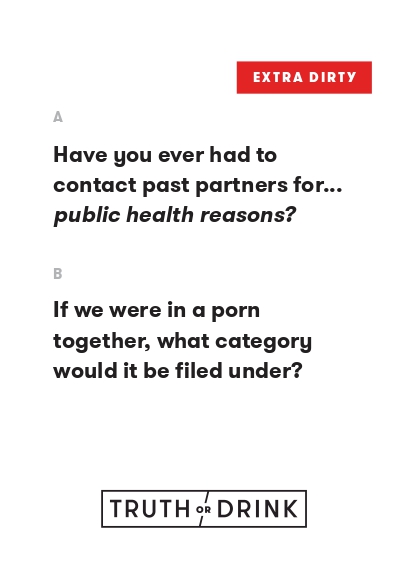 EXTRA DIRTY
A
Have you ever had to
contact past partners for...
public health reasons?
B
If we were in a porn
together, what category
would it be filed under?
TRUTH OR DRINK